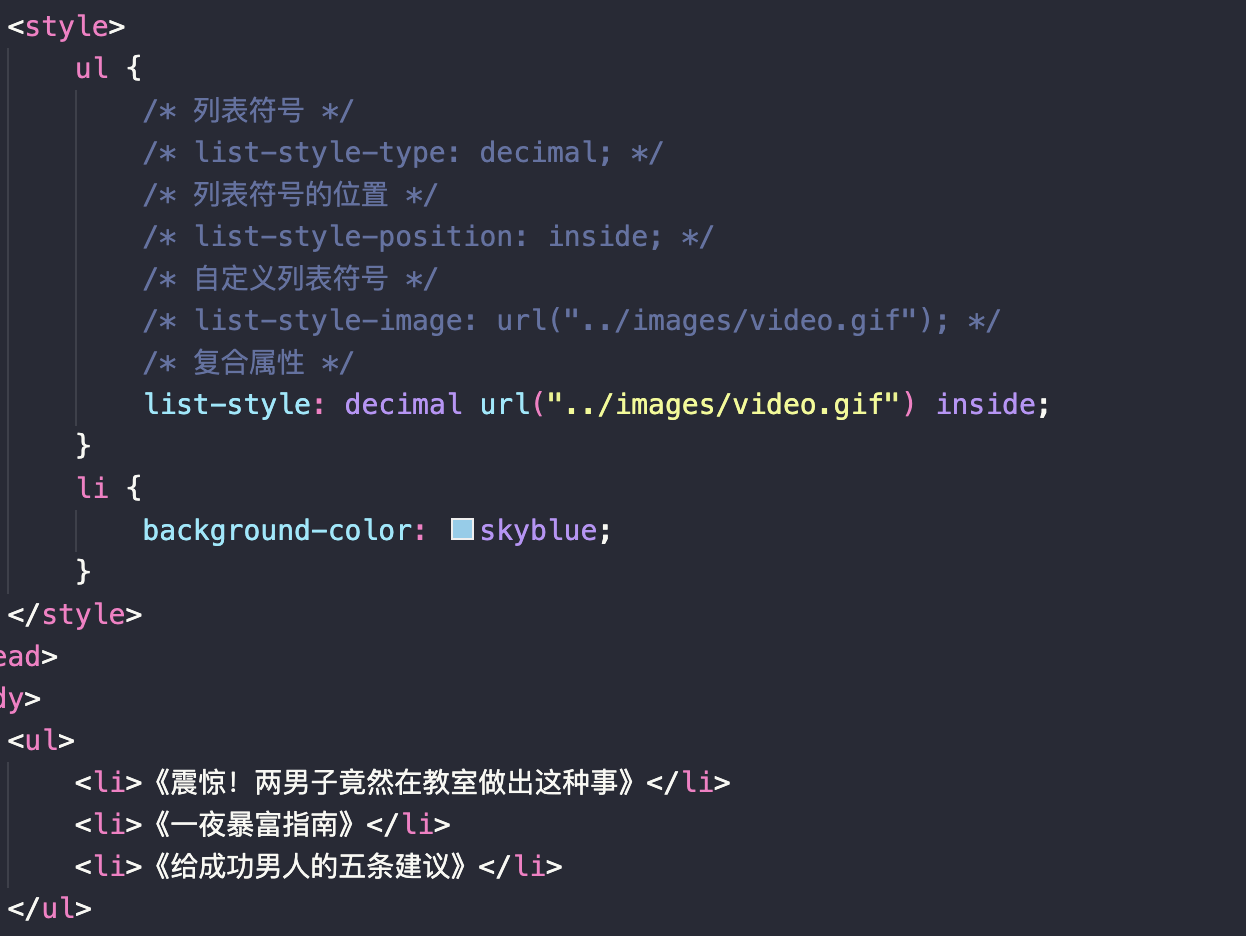 <style>
ul {
/* 列表符号 */
/* list-style-type: decimal; */
/* 列表符号的位置 */
/* list-style-position: inside; */
/* 自定义列表符号 */
/* list-style-image: url("../images/video.gif"); */
/* 复合属性 */
list-style: decimal url("../images/video.gif") inside;
}
li {
background-color: skyblue;
}
</style>
ead>
dy>
<ul>
<li>《震惊！两男子竟然在教室做出这种事》</li>
<li>《一夜暴富指南》</li>
<li>《给成功男人的五条建议》</li>
</ul>